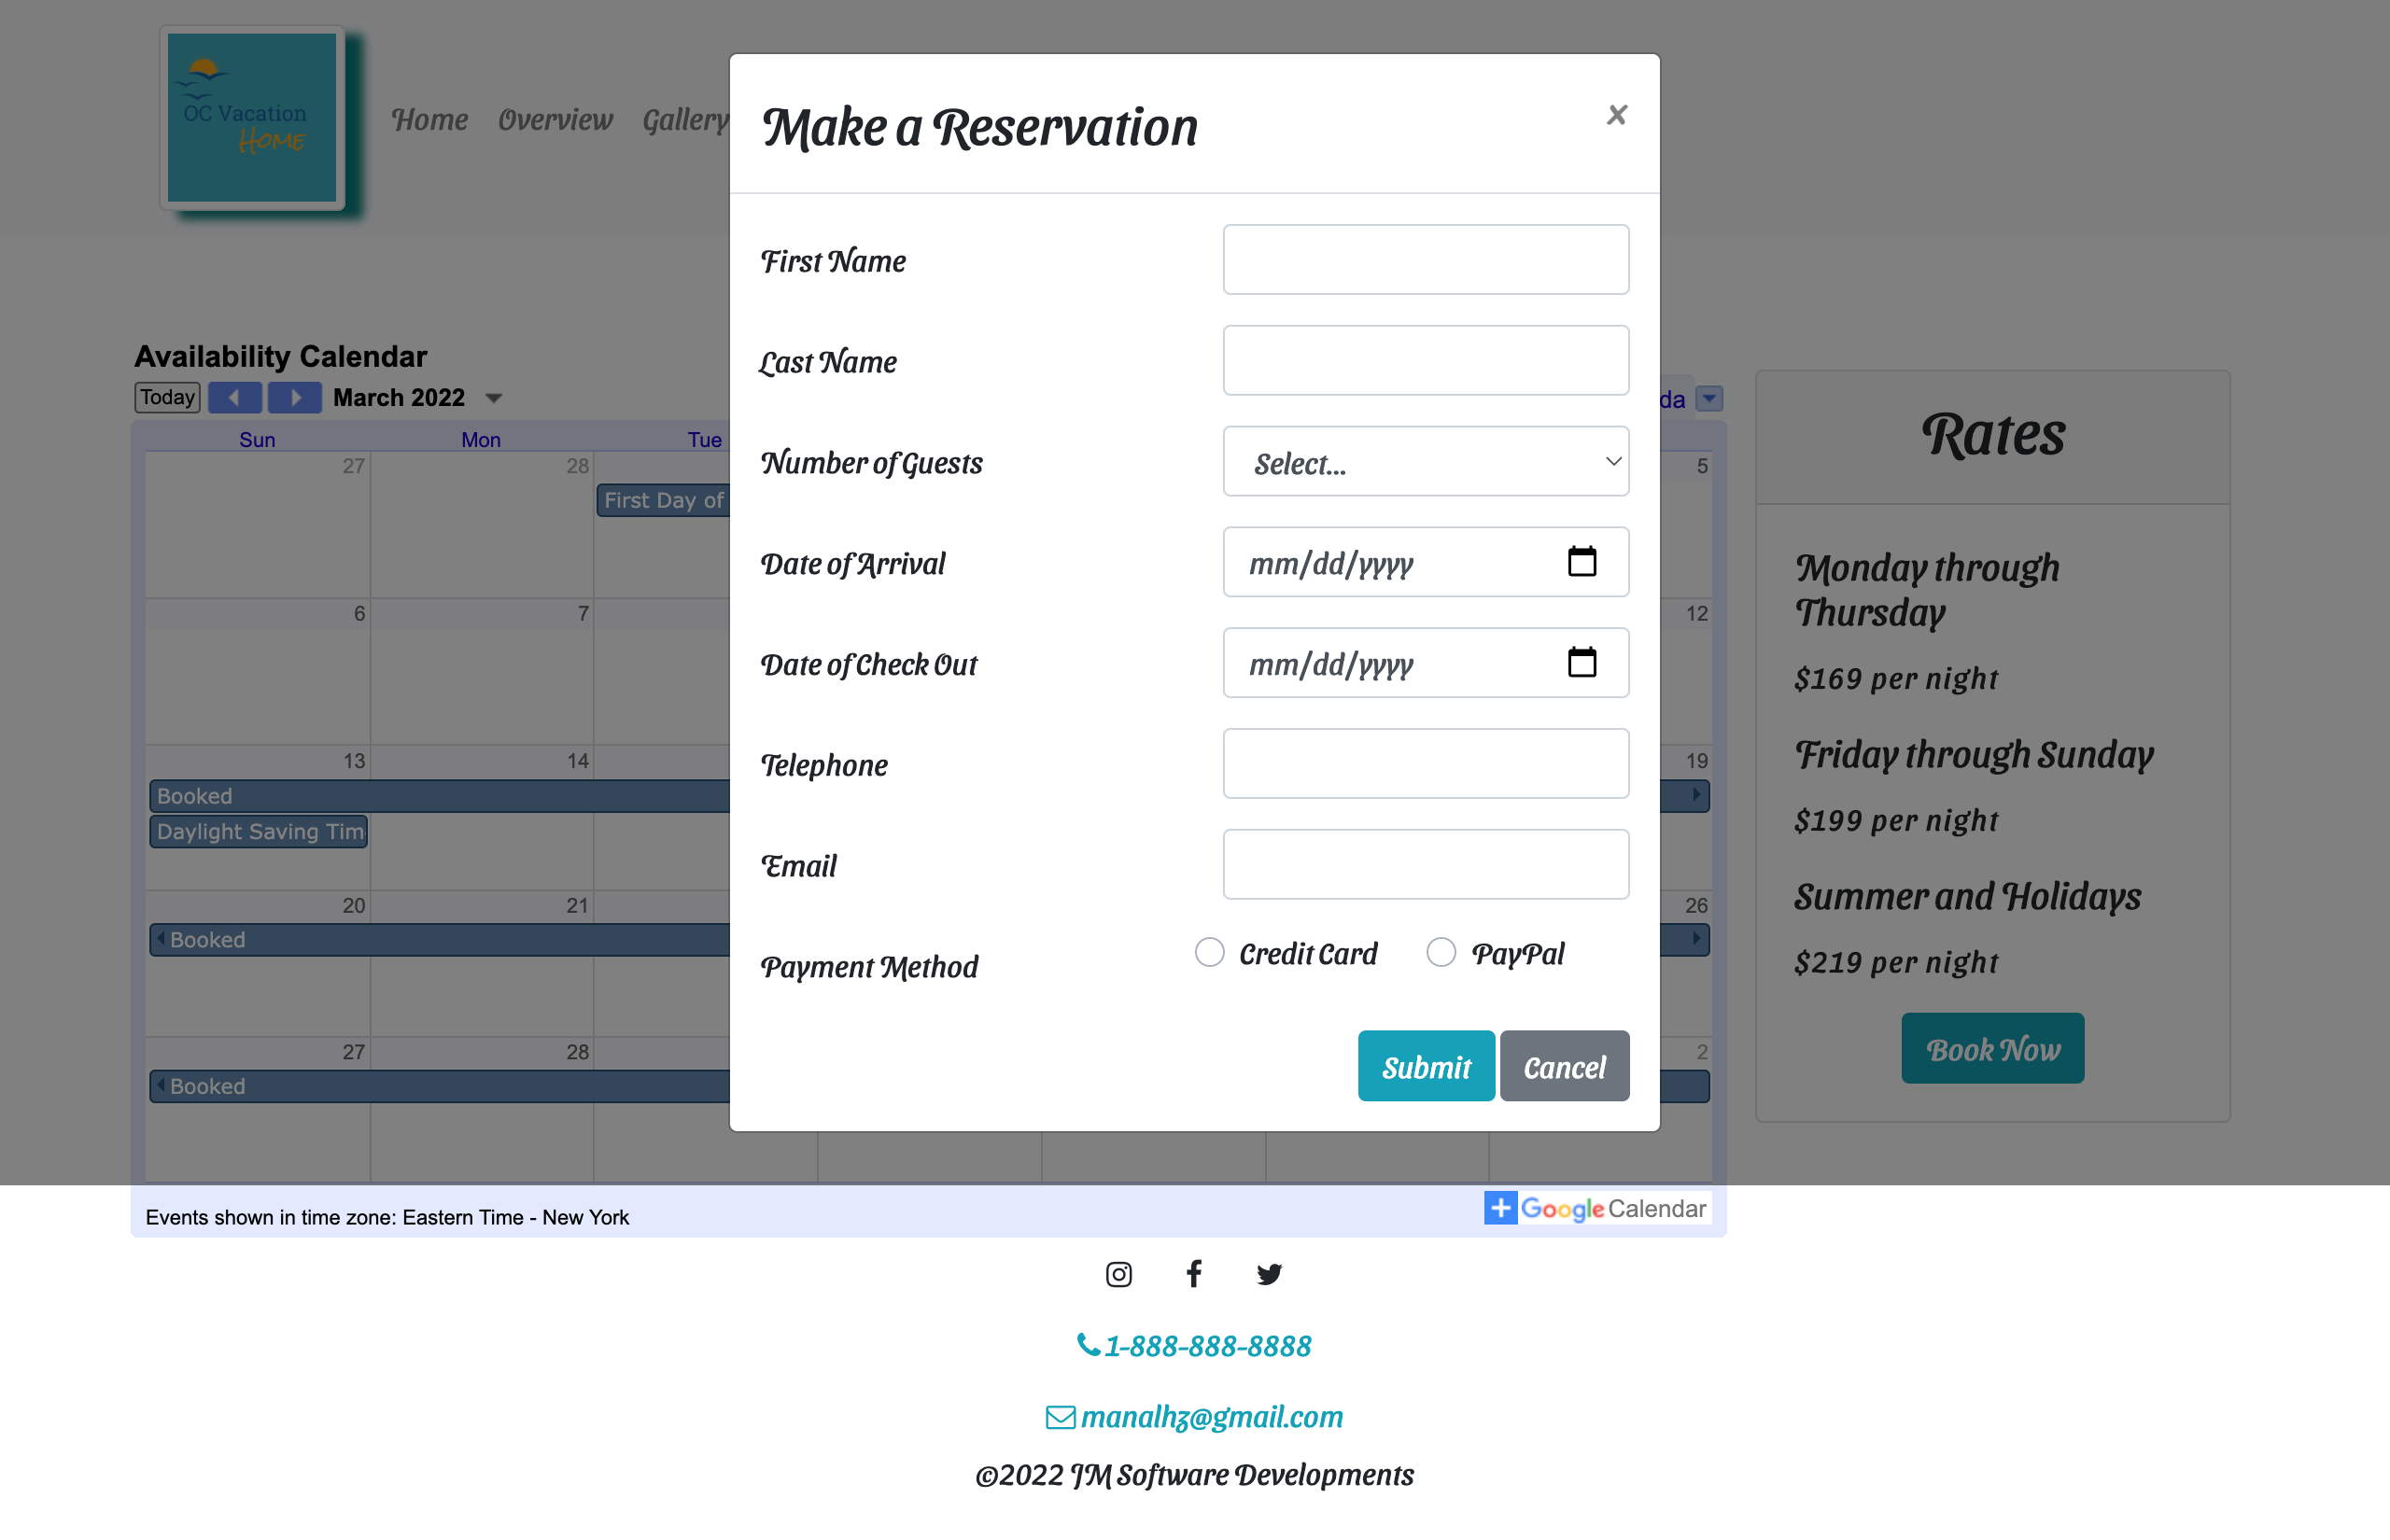 OC Vacation
HOME
Home Overview Gallery
Make a Reservation
×
First Name
Last Name
Number of Guests
Select...
Date of Arrival
mm/dd/yyyy
Date of Check Out
mm/dd/yyyy
Telephone
Email
Payment Method
Credit Card
PayPal
Submit
Cancel
Availability Calendar
Today
March 2022
da
Sun Mon Tue
27 28 5
First Day of
6 7 12
13 14 19
Booked
Daylight Saving Tim
20 21 26
Booked
27 28 2
Booked
Events shown in time zone: Eastern Time - New York
Google Calendar
Rates
Monday through
Thursday
$169 per night
Friday through Sunday
$199 per night
Summer and Holidays
$219 per night
Book Now
1-888-888-8888
manalhz@gmail.com
©2022 JM Software Developments